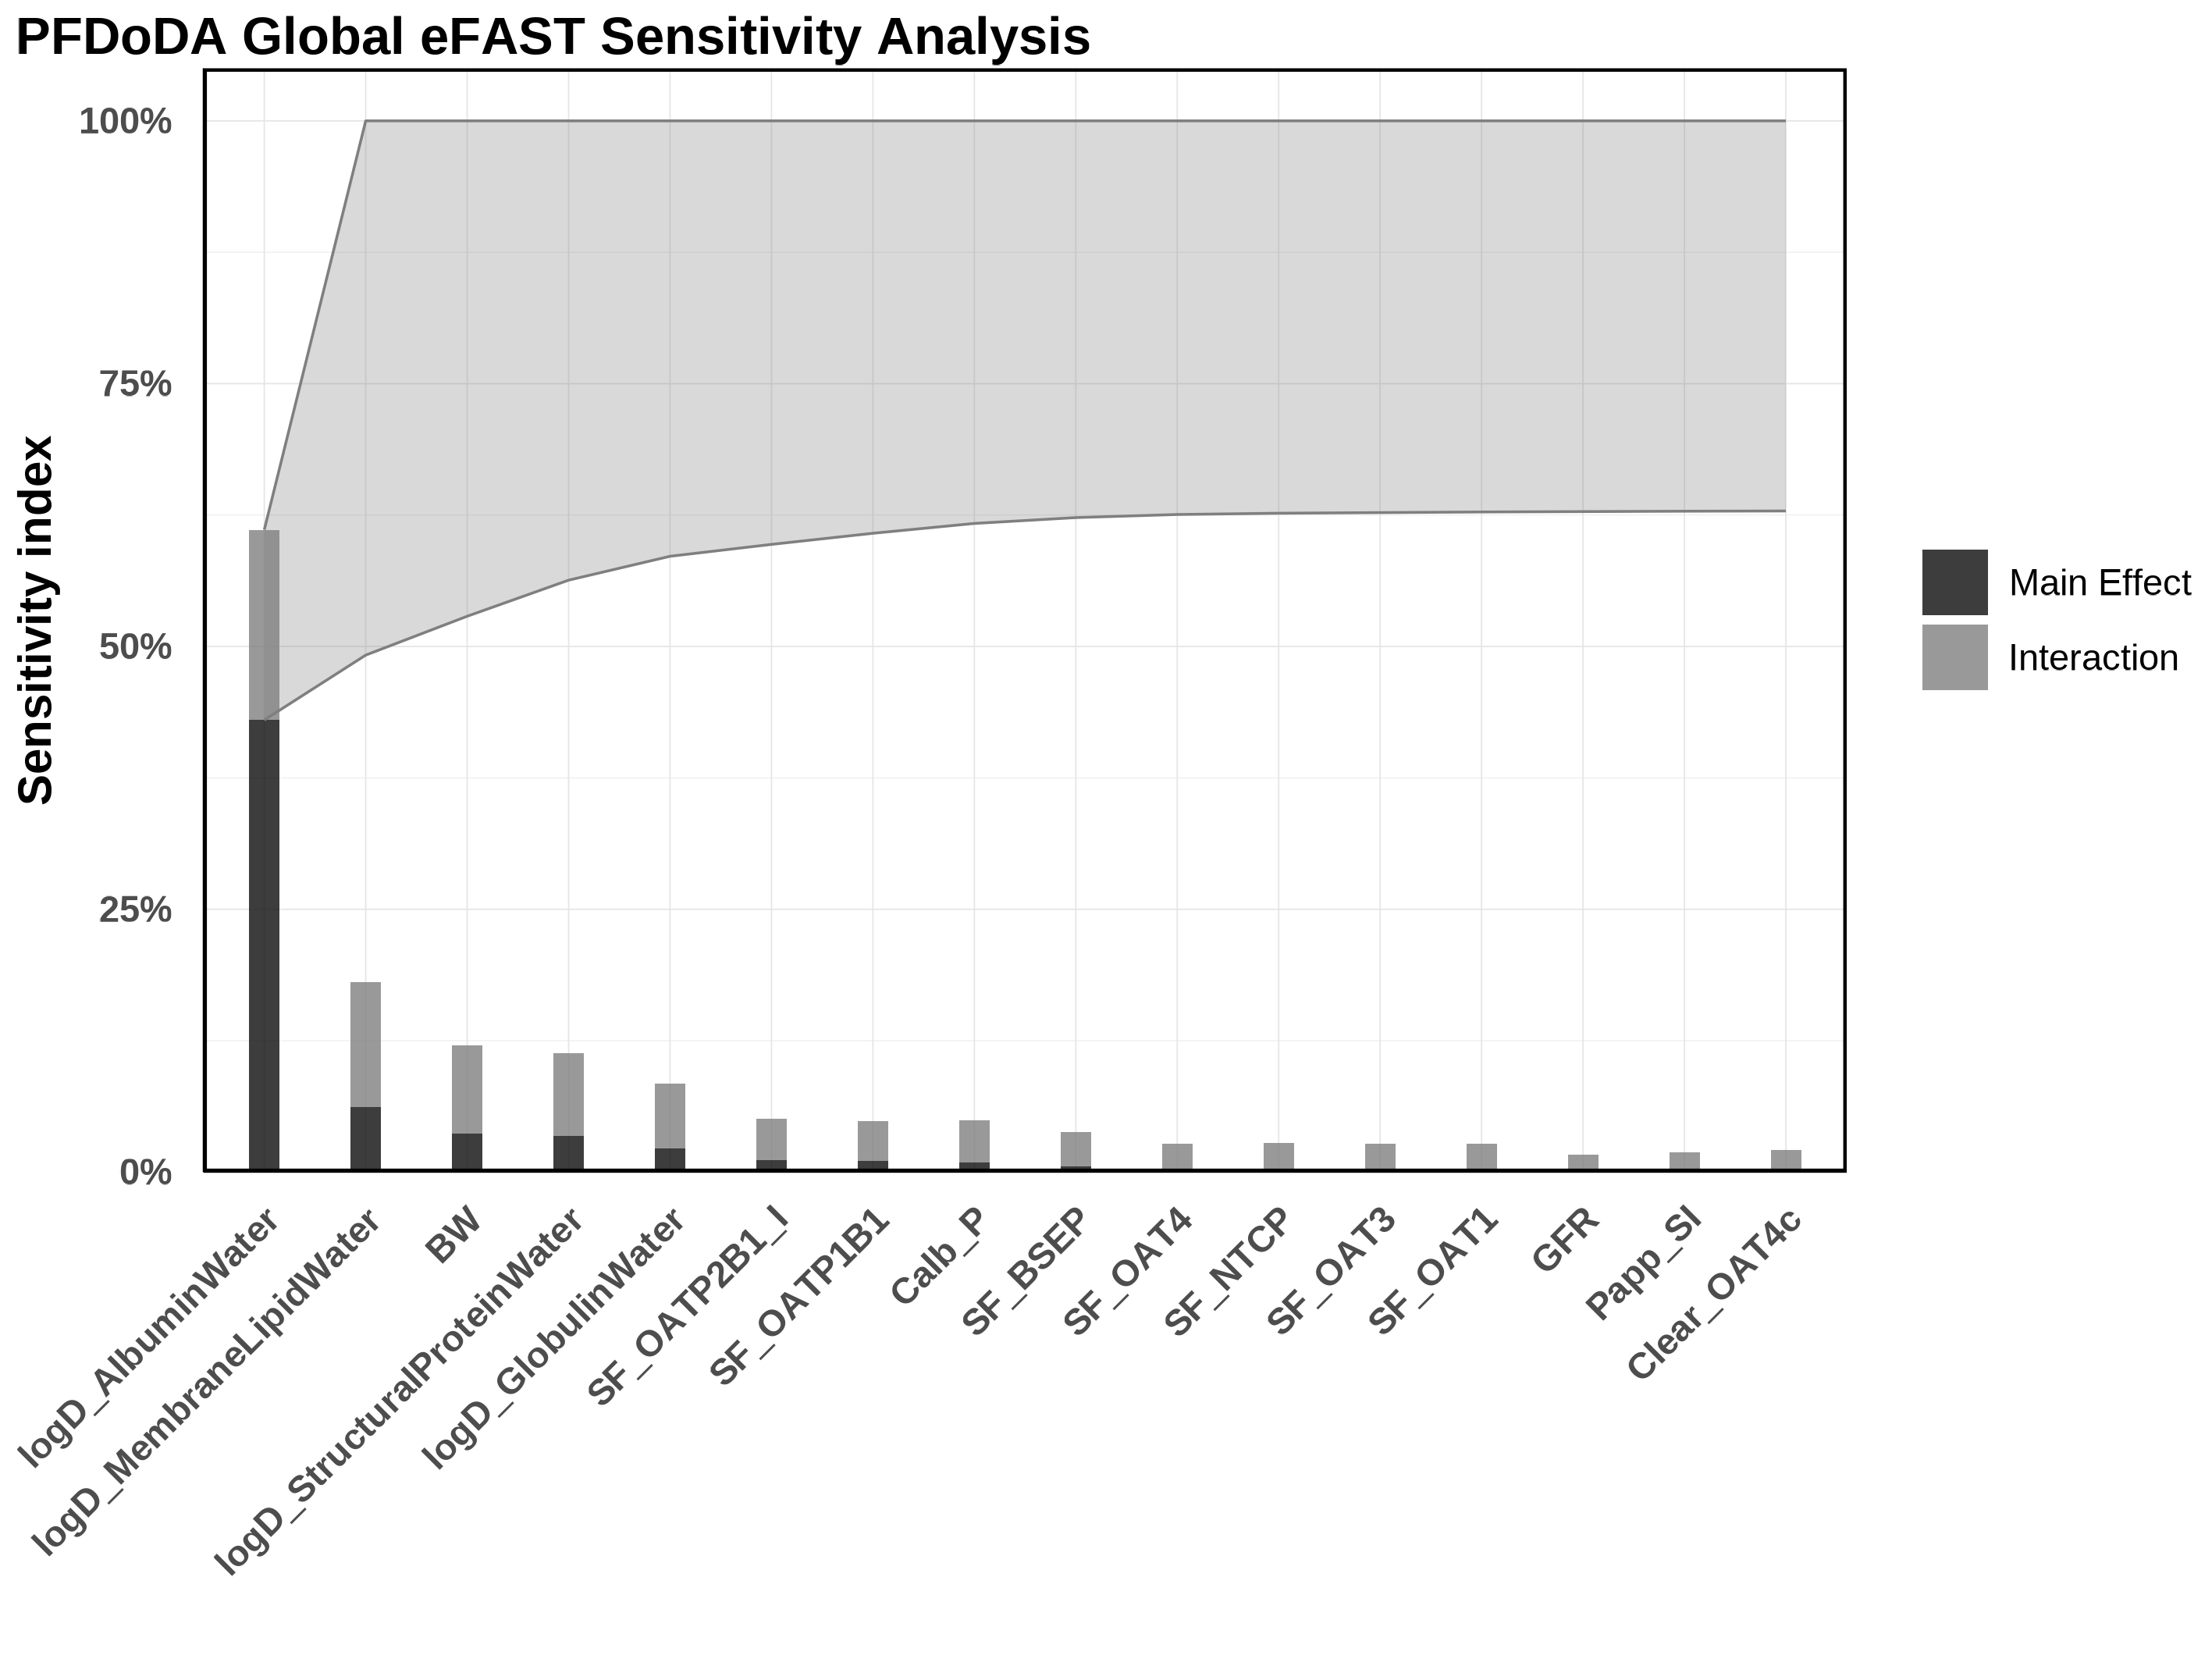 PFDoDA Global eFAST Sensitivity Analysis
Sensitivity index
100%
75%
50%
25%
0%
logD_AlbuminWater
logD_MembraneLipidWater
BW
logD_StructuralProteinWater
logD_GlobulinWater
SF_OATP2B1_I
SF_OATP1B1
Calb_P
SF_BSEP
SF_OAT4
SF_NTCP
SF_OAT3
SF_OAT1
GFR
Papp_SI
Clear_OAT4c
Main Effect
Interaction